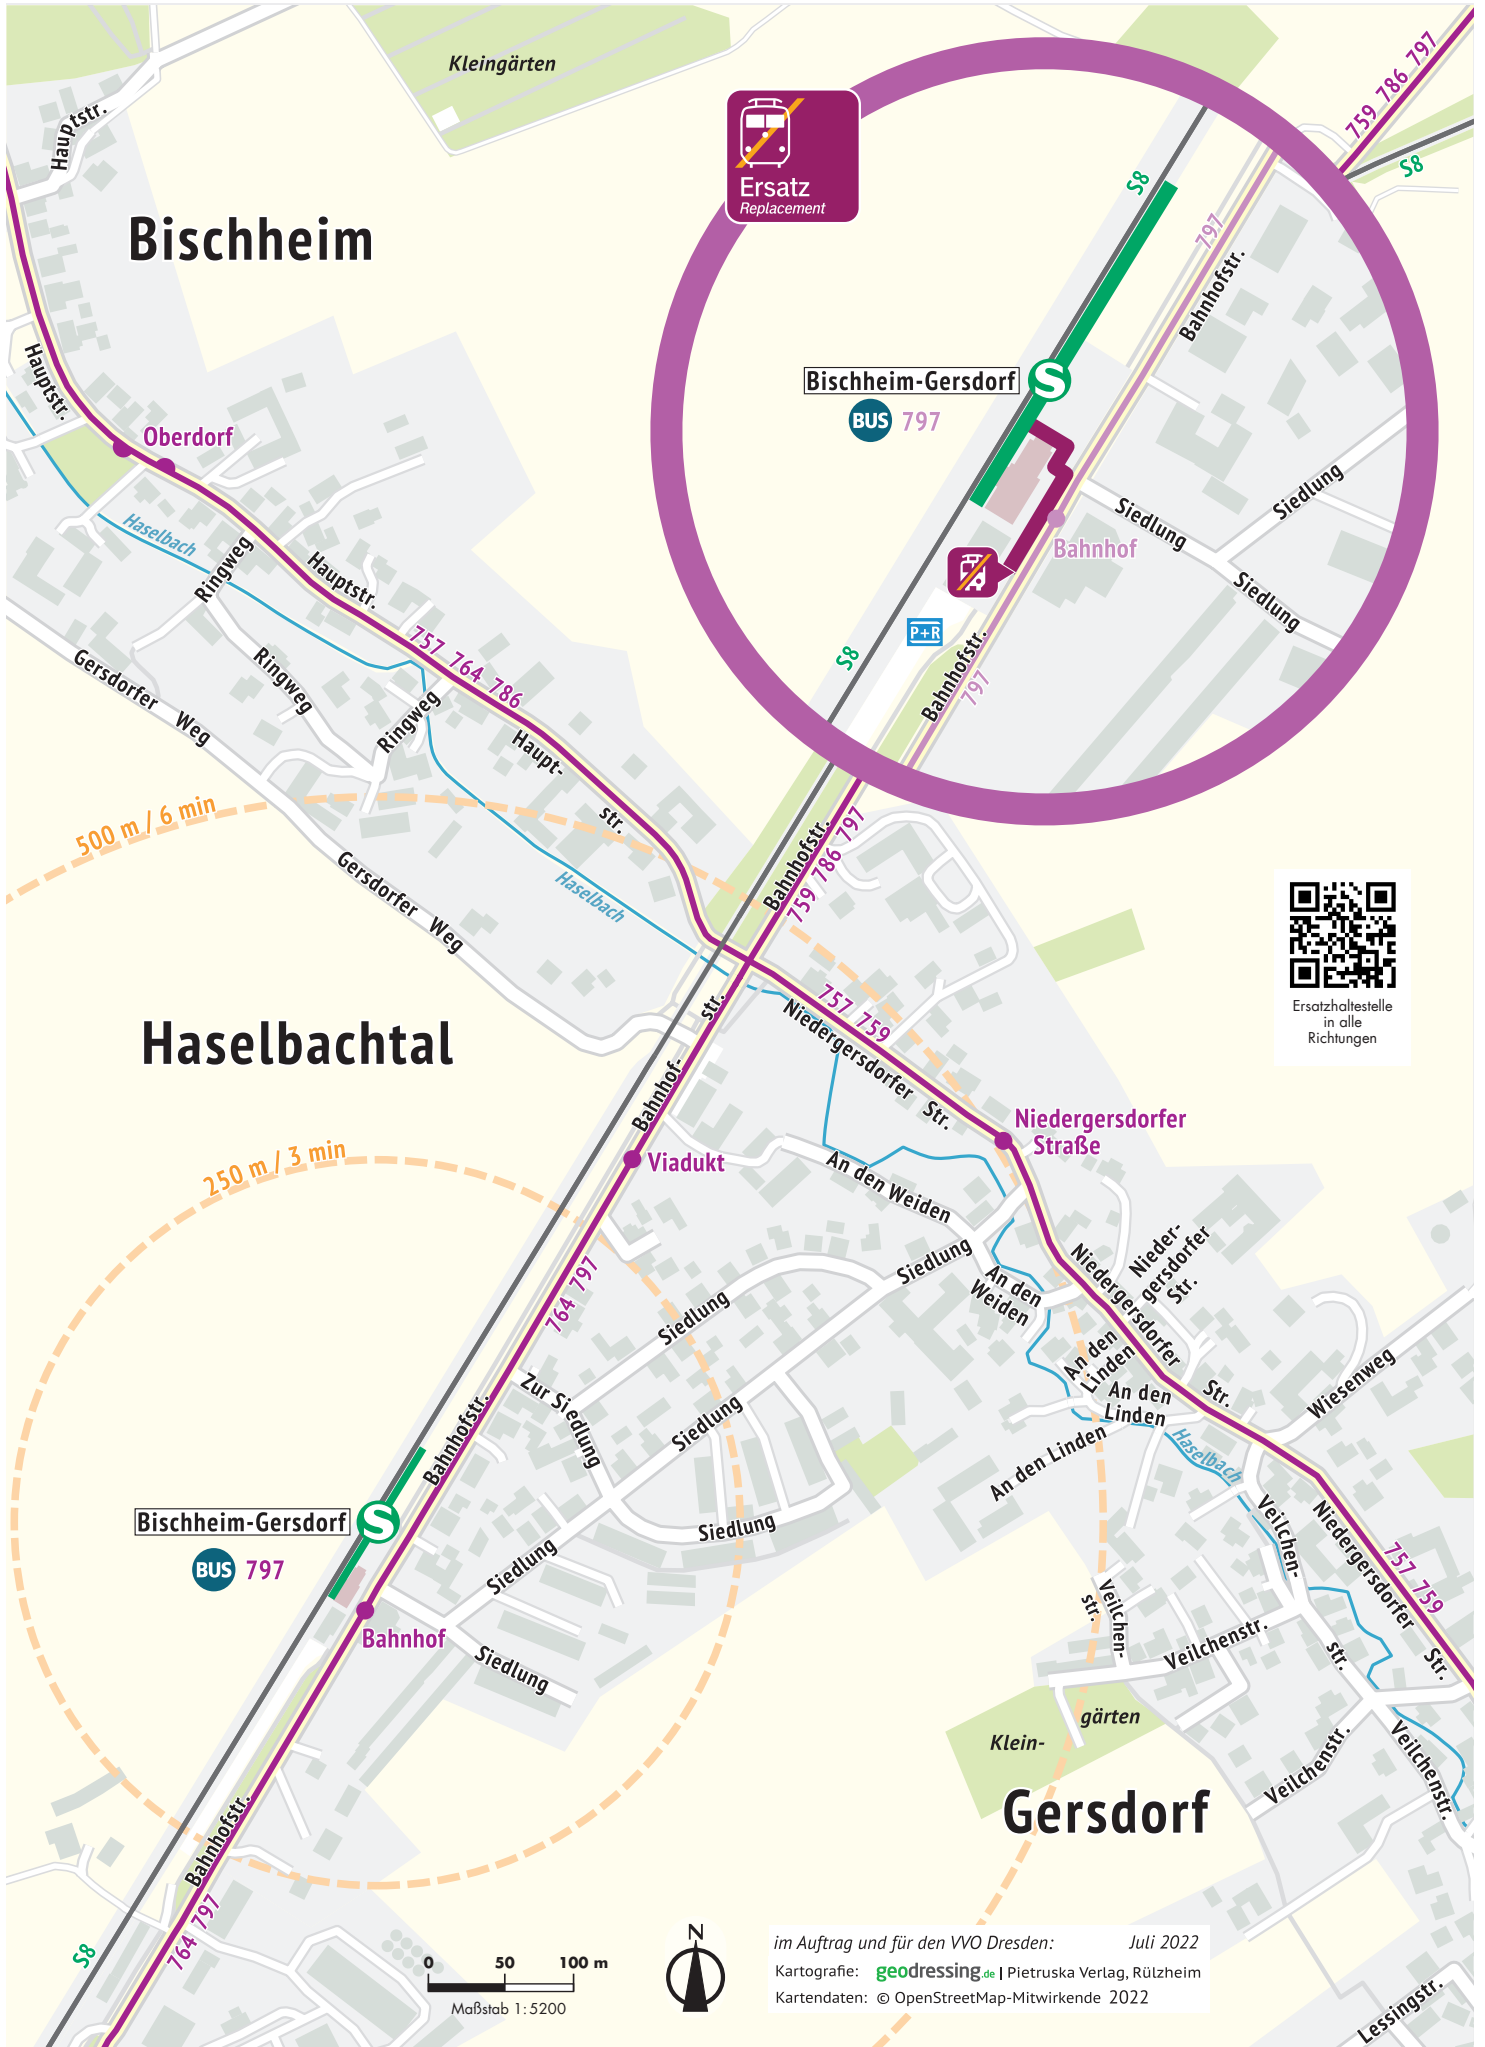 Kleingärten
Hauptstr.
Bischheim
Ersatz
Replacement
759 786 797
S8
S8
797
Bahnhofstr.
Bischheim-Gersdorf
S
BUS 797
Siedlung
Siedlung
Siedlung
Bahnhof
P+R
S8
Bahnhofstr.
797
Hauptstr.
Oberdorf
Haselbach
Ringweg
Hauptstr.
757 764 786
Gersdorfer Weg
Ringweg
Ringweg
Haupt-
str.
500 m / 6 min
Gersdorfer Weg
Haselbach
Bahnhofstr.
759 786 797
Ersatzhaltestelle
in alle
Richtungen
Haselbachtal
str.
Bahnhof-
757 759
Niedergersdorfer Str.
Niedergersdorfer
Straße
Viadukt
An den Weiden
250 m / 3 min
764 797
Siedlung
Siedlung
An den
Weiden
Nieder-
gersdorfer
Str.
Niedergersdorfer
Str.
An den
Linden
An den
Linden
An den Linden
Wiesenweg
Haselbach
Zur Siedlung
Siedlung
Siedlung
Bahnhofstr.
Bischheim-Gersdorf
S
BUS 797
Bahnhof
Siedlung
Siedlung
Veilchen-
str.
Niedergersdorfer
Str.
757 759
Veilchen-
str.
Veilchenstr.
Veilchenstr.
Veilchenstr.
Klein-
gärten
Gersdorf
Bahnhofstr.
764 797
S8
0 50 100 m
Maßstab 1:5200
N
im Auftrag und für den VVO Dresden: Juli 2022
Kartografie: geodressing.de | Pietruska Verlag, Rülzheim
Kartendaten: © OpenStreetMap-Mitwirkende 2022
Lessingstr.